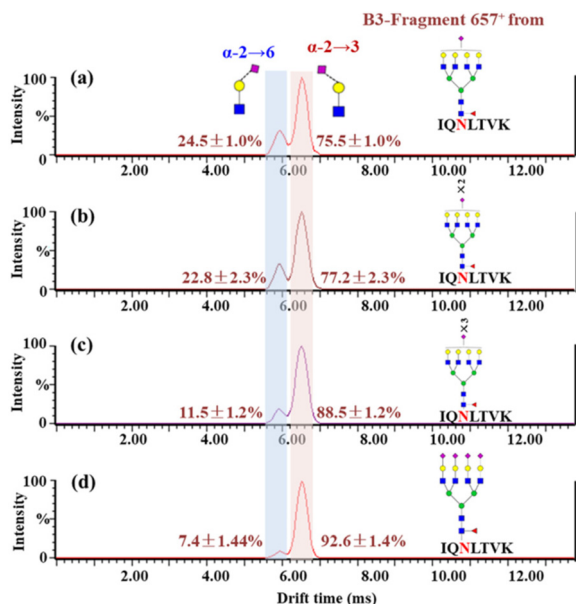 B3-Fragment 657⁺ from
α-2→6
α-2→3
Intensity
%
100
0
(a)
24.5±1.0%
75.5±1.0%
IQNLTVK
2.00 4.00 6.00 8.00 10.00 12.00
Intensity
%
100
0
(b)
22.8±2.3%
77.2±2.3%
×2
IQNLTVK
2.00 4.00 6.00 8.00 10.00 12.00
Intensity
%
100
0
(c)
11.5±1.2%
88.5±1.2%
×3
IQNLTVK
2.00 4.00 6.00 8.00 10.00 12.00
Intensity
%
100
0
(d)
7.4±1.44%
92.6±1.4%
IQNLTVK
2.00 4.00 6.00 8.00 10.00 12.00
Drift time (ms)